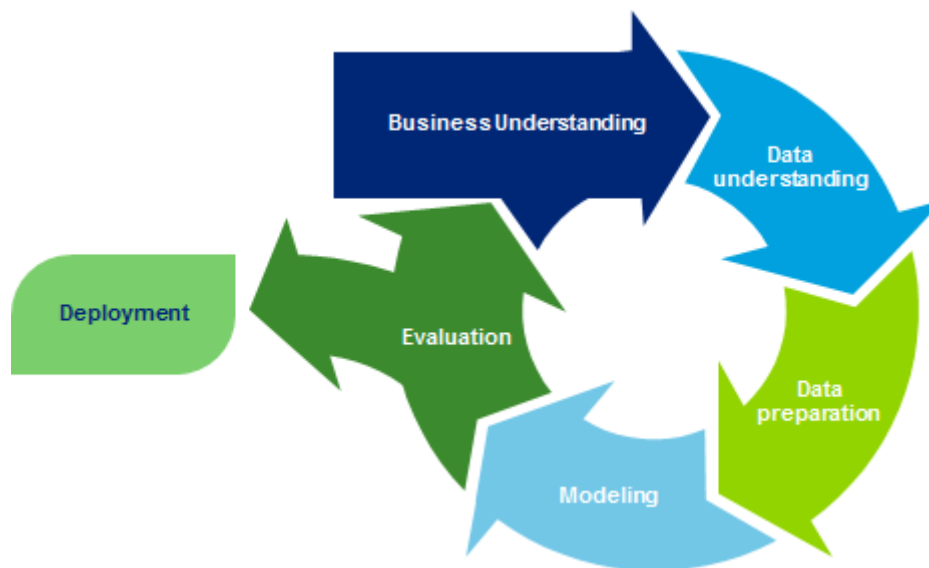 Business Understanding
Data
understanding
Deployment
Evaluation
Data
preparation
Modeling